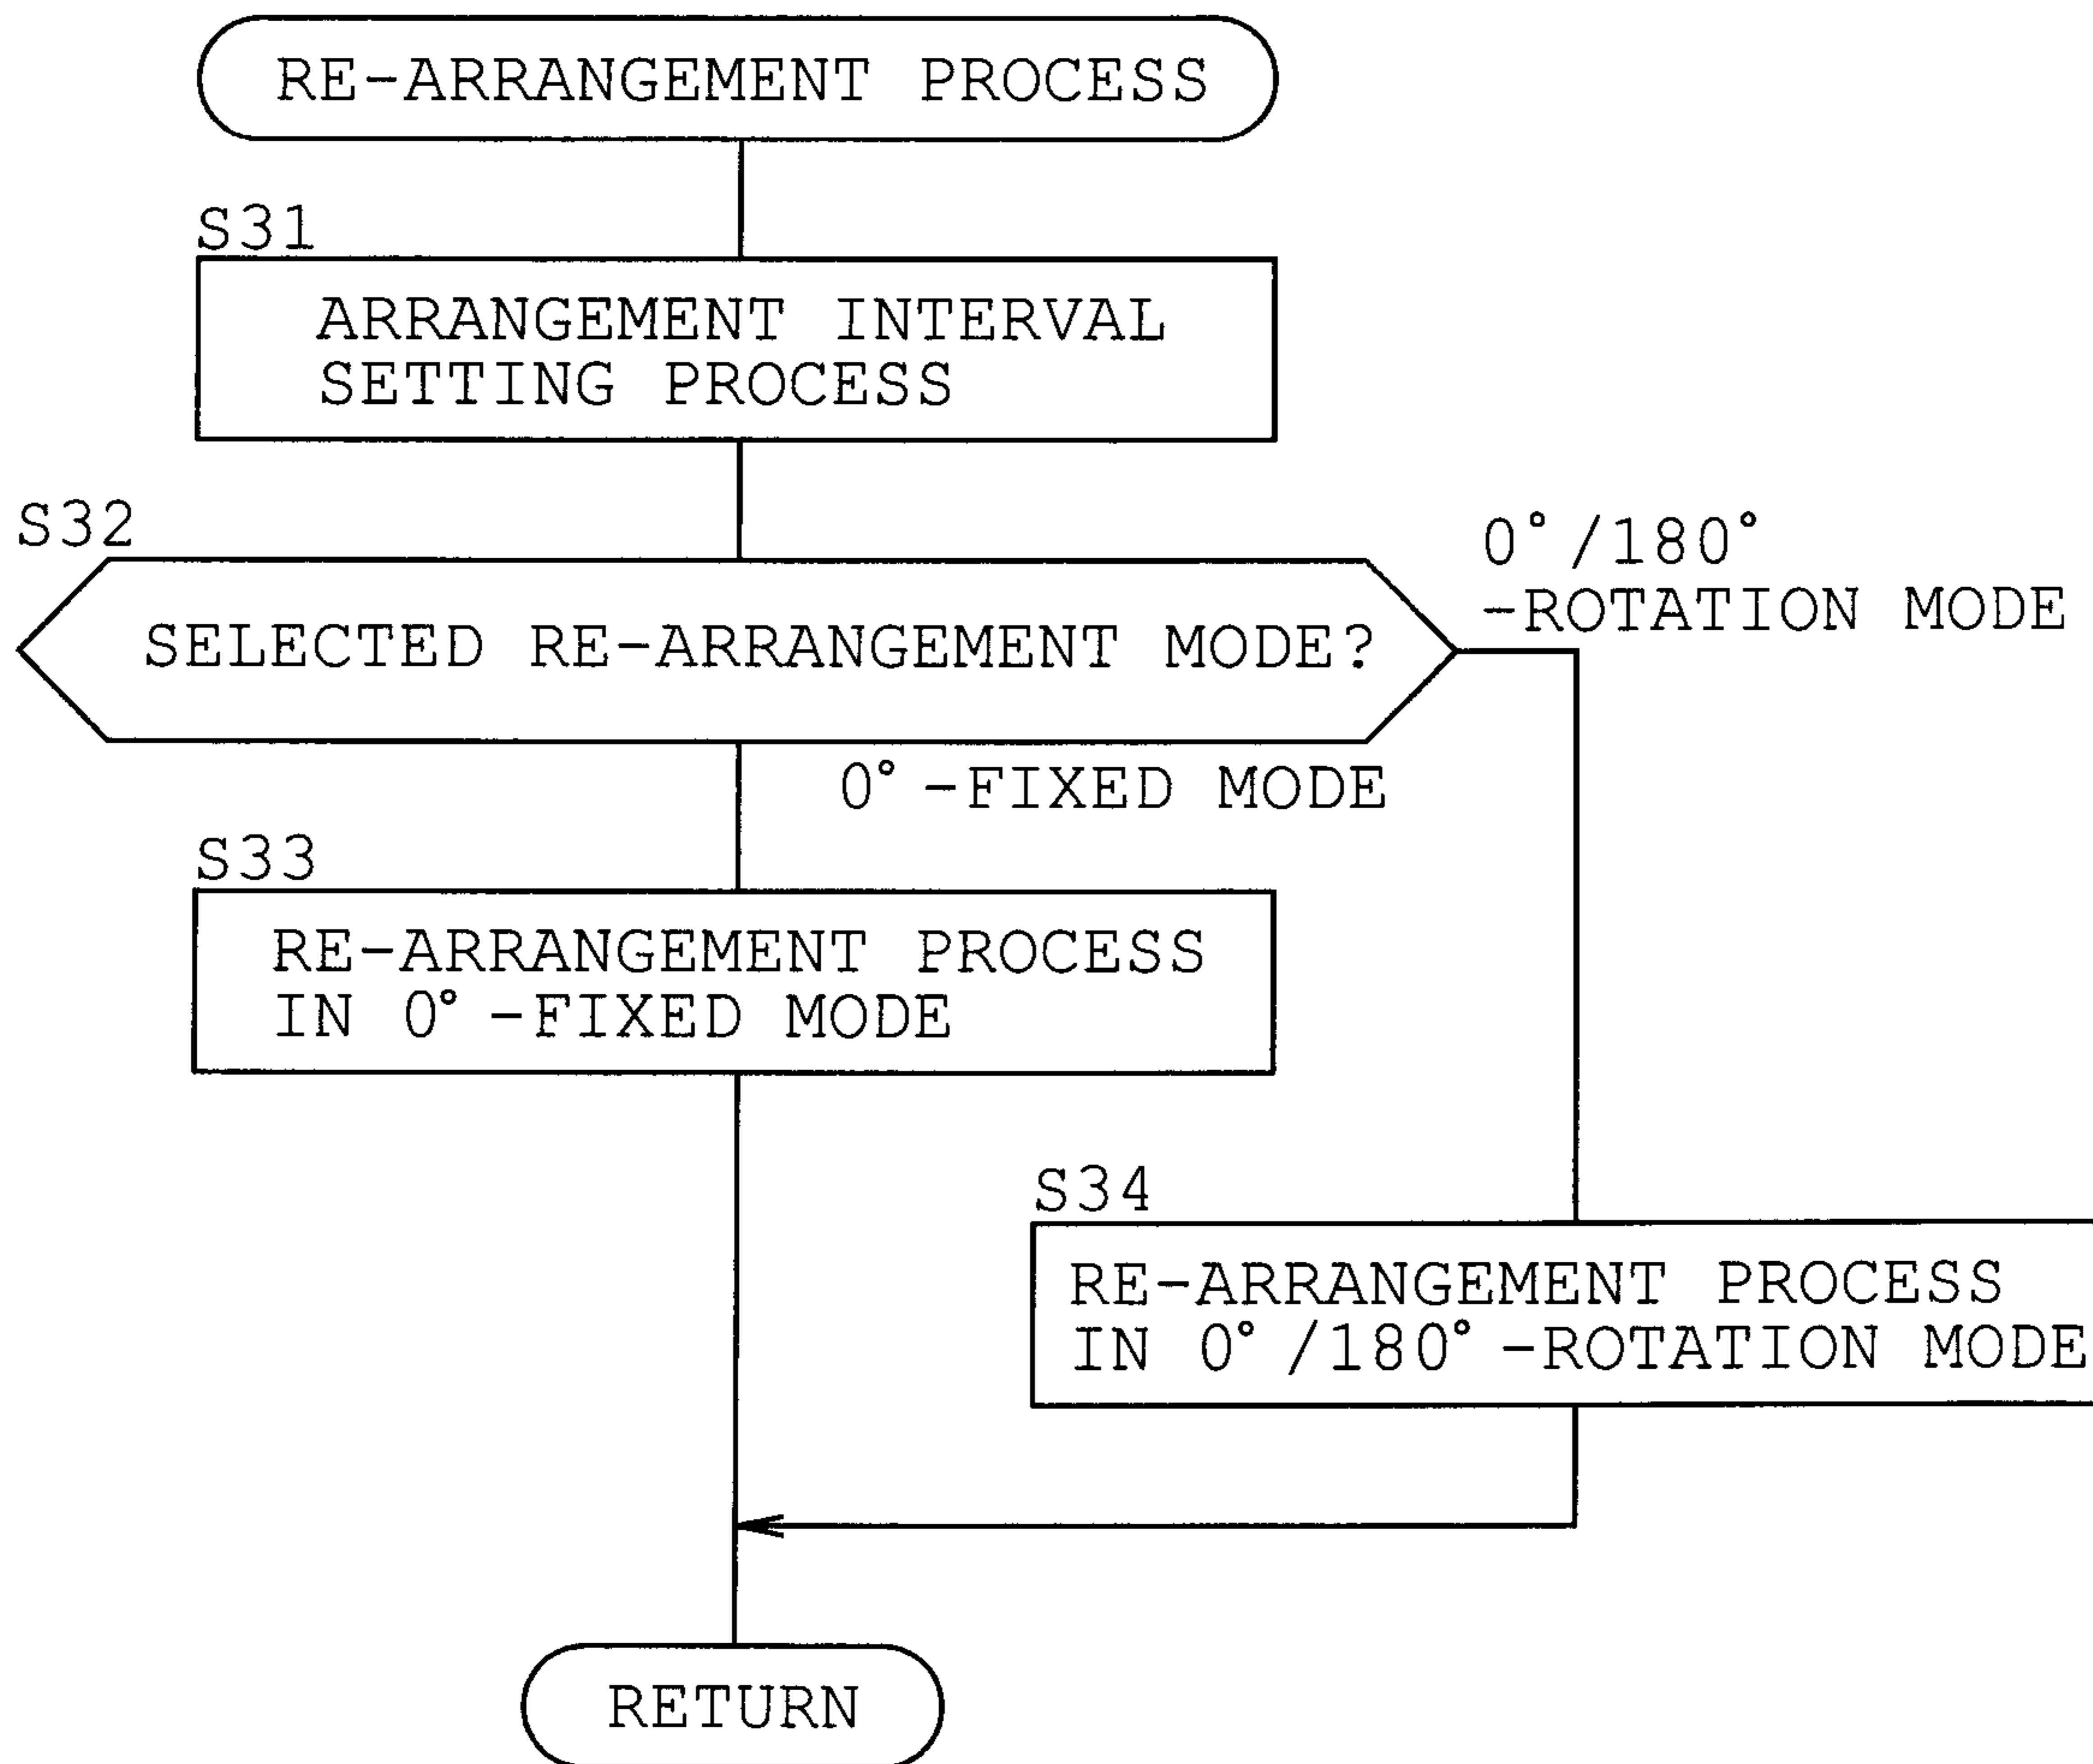 RE-ARRANGEMENT PROCESS
S31
ARRANGEMENT INTERVAL
SETTING PROCESS
S32
SELECTED RE-ARRANGEMENT MODE?
0°/180°
-ROTATION MODE
0°-FIXED MODE
S33
RE-ARRANGEMENT PROCESS
IN 0°-FIXED MODE
S34
RE-ARRANGEMENT PROCESS
IN 0°/180°-ROTATION MODE
RETURN